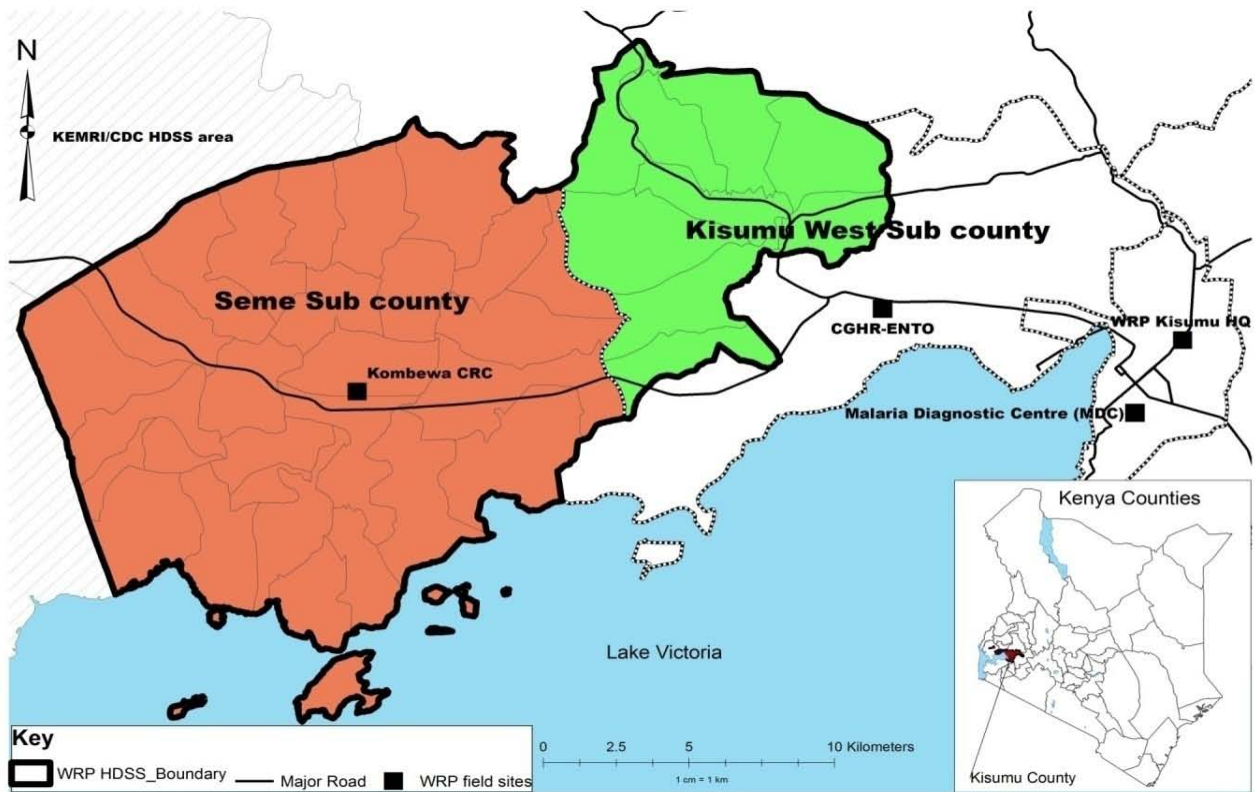 N
KEMRI/CDC HDSS area
Kisumu West Sub county
Seme Sub county
CGHR-ENTO
WRP Kisumu HQ
Kombewa CRC
Malaria Diagnostic Centre (MDC)
Kenya Counties
Lake Victoria
Key
WRP HDSS_Boundary
Major Road
WRP field sites
0 2.5 5 10 Kilometers
1 cm = 1 km
Kisumu County